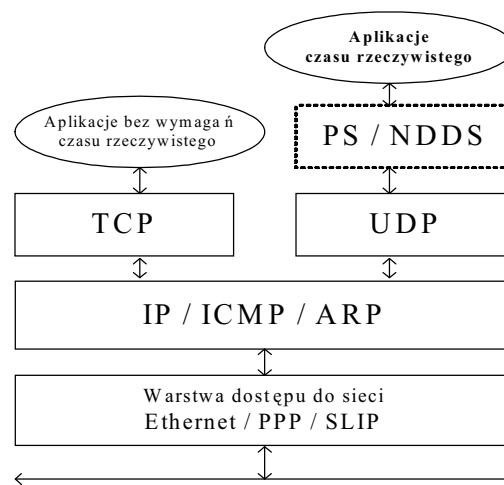 Aplikacje
czasu rzeczywistego
Aplikacje bez wymaga ń
czasu rzeczywistego
PS / NDDS
TCP
UDP
IP / ICMP / ARP
Warstwa dostępu do sieci
Ethernet / PPP / SLIP